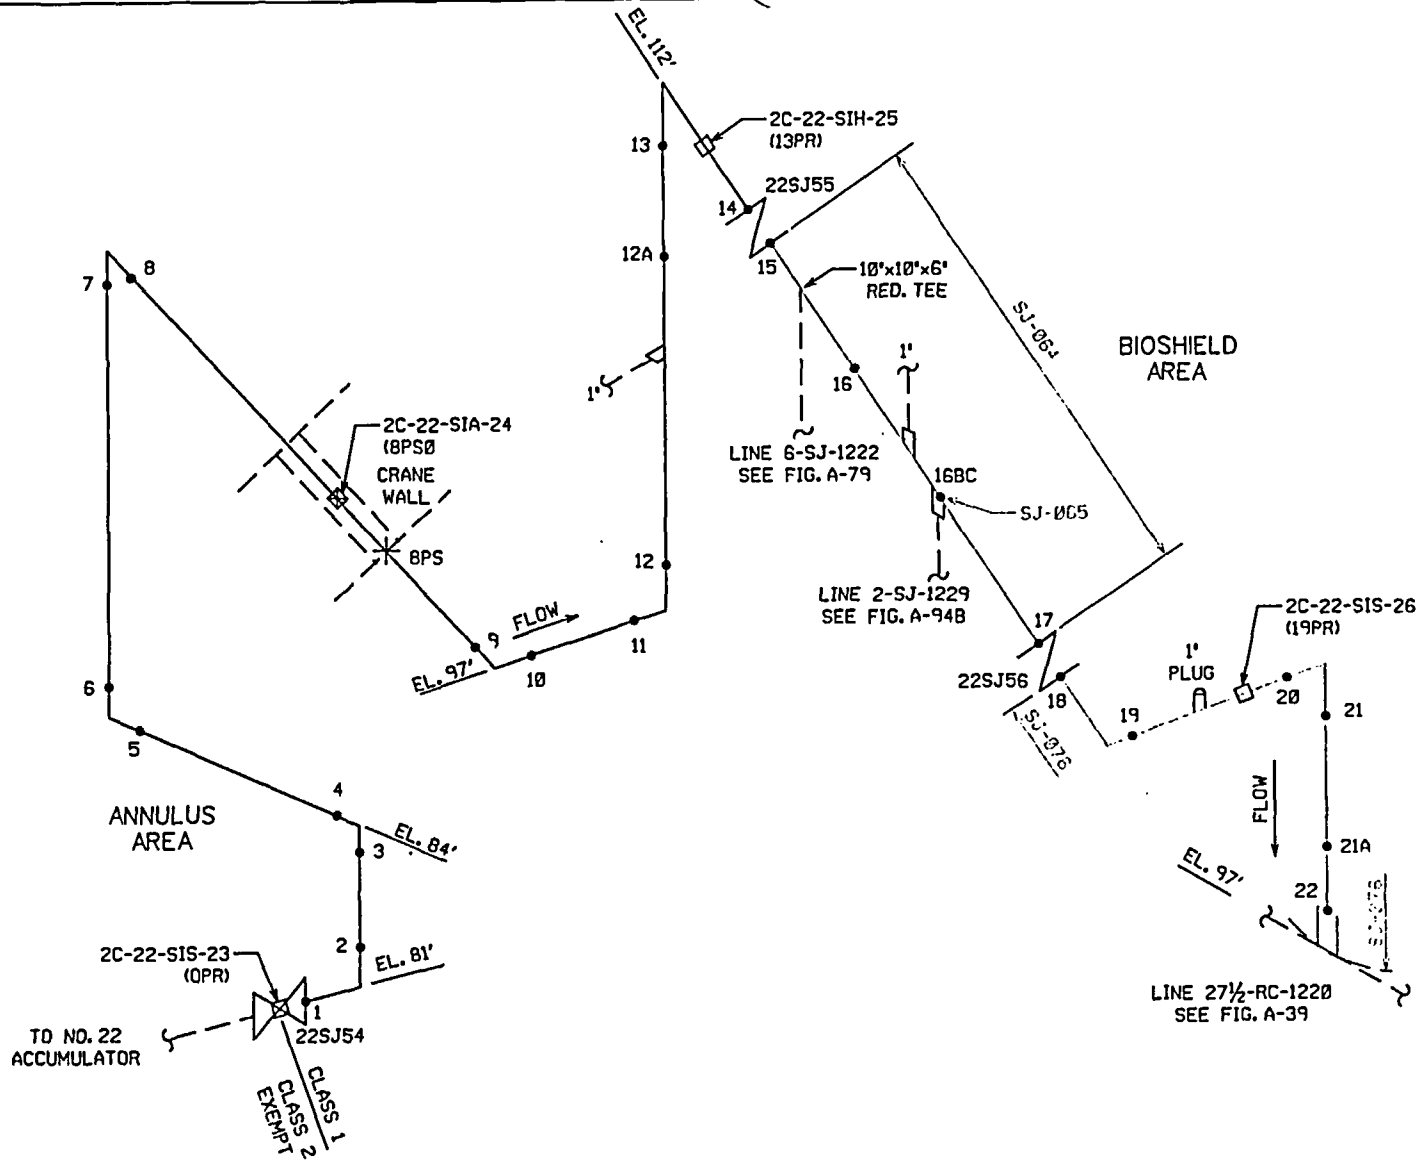 EL. 112'
2C-22-SIH-25
(13PR)
13
14
22SJ55
15
12A
8
7
10"x10"x6"
RED. TEE
SJ-064
BIOSHIELD
AREA
1"
1"
16
2C-22-SIA-24
(8PS0
CRANE
WALL
LINE 6-SJ-1222
SEE FIG. A-79
16BC
SJ-065
8PS
12
LINE 2-SJ-1229
SEE FIG. A-94B
FLOW
9
11
10
EL. 97'
17
2C-22-SIS-26
(19PR)
1"
PLUG
22SJ56
18
20
19
21
SJ-076
6
5
4
ANNULUS
AREA
EL. 84'
3
FLOW
21A
EL. 97'
22
2
2C-22-SIS-23
(0PR)
EL. 81'
1
22SJ54
TO NO. 22
ACCUMULATOR
CLASS 1
CLASS 2
EXEMPT
LINE 27½-RC-1220
SEE FIG. A-39